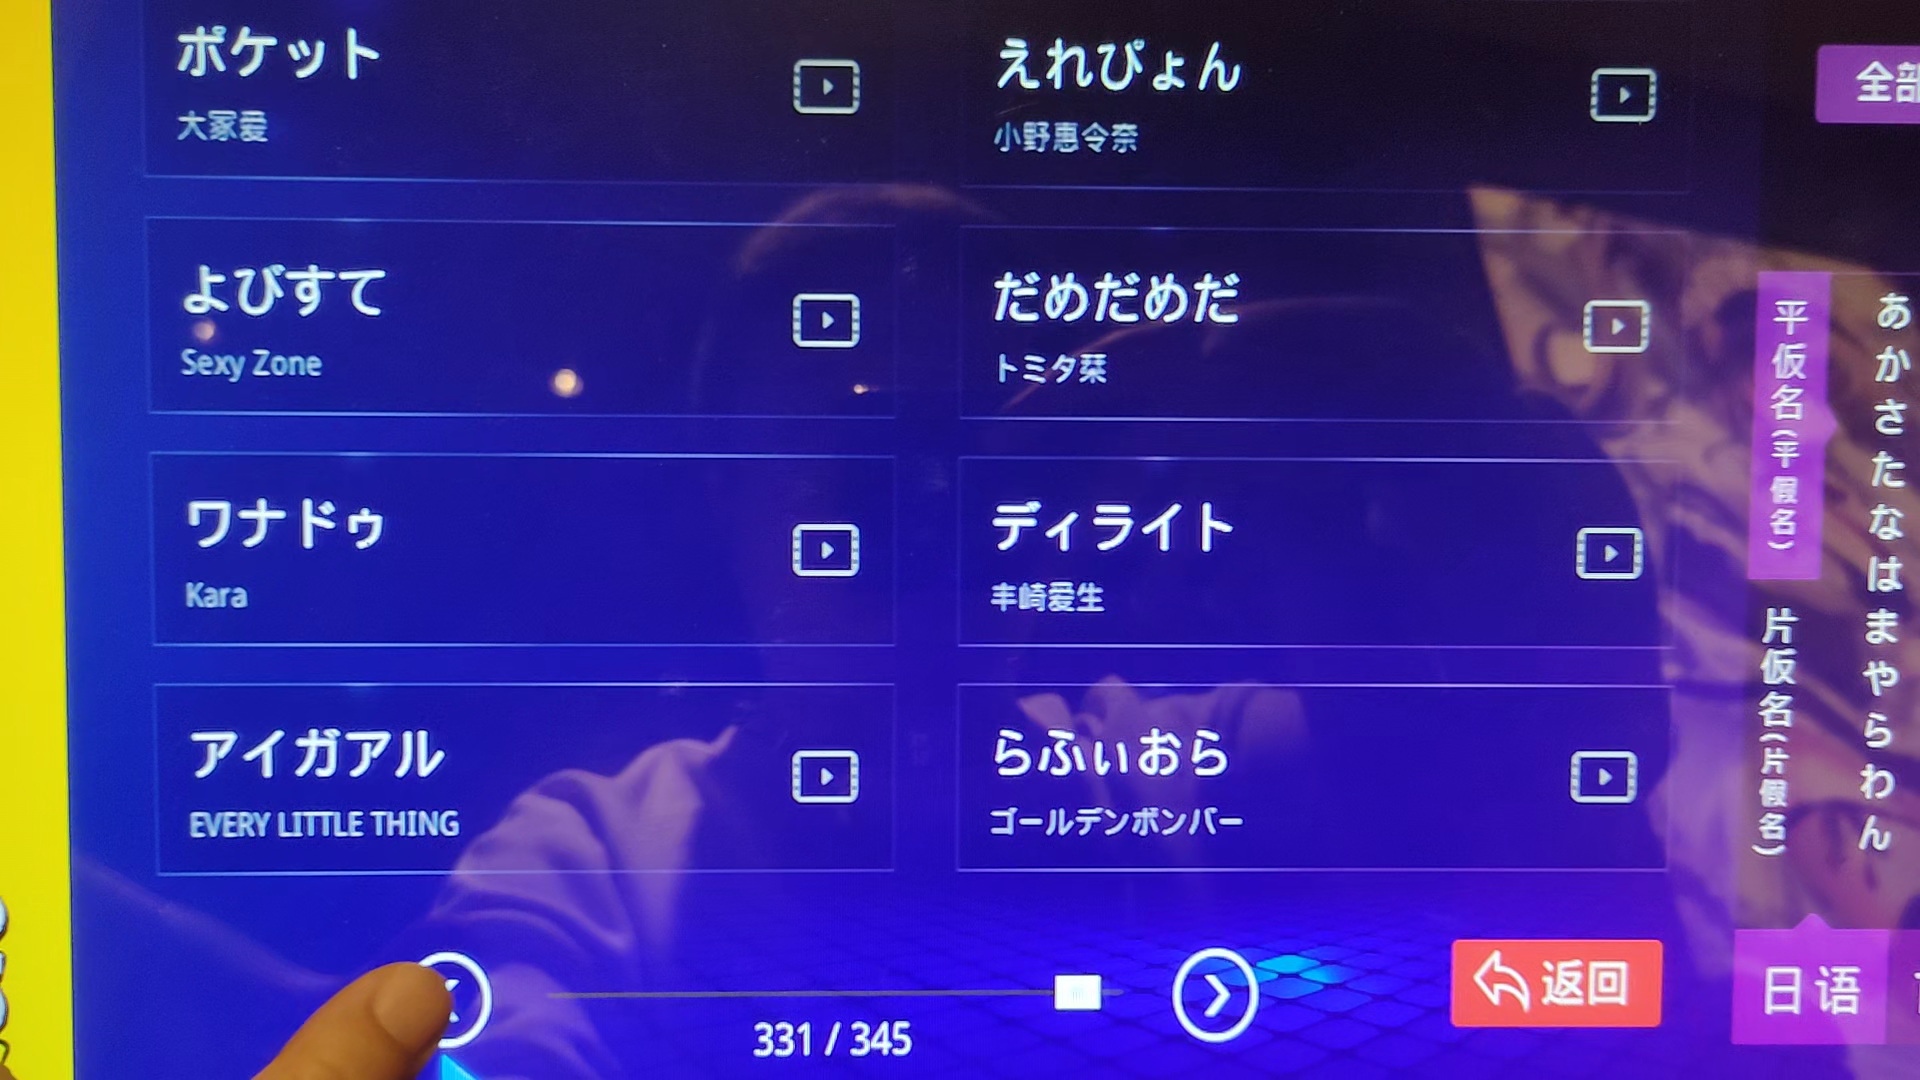 ポケット
大冢愛
えれぴょん
小野惠令奈
よびすて
Sexy Zone
だめだめだ
トミタ栞
ワナドゥ
Kara
ディライト
丰崎爱生
アイガアル
EVERY LITTLE THING
らふぃおら
ゴールデンボンバー
331 / 345
返回
全部
平仮名(平假名)
片仮名(片假名)
あかさたなはまやらわん
日语